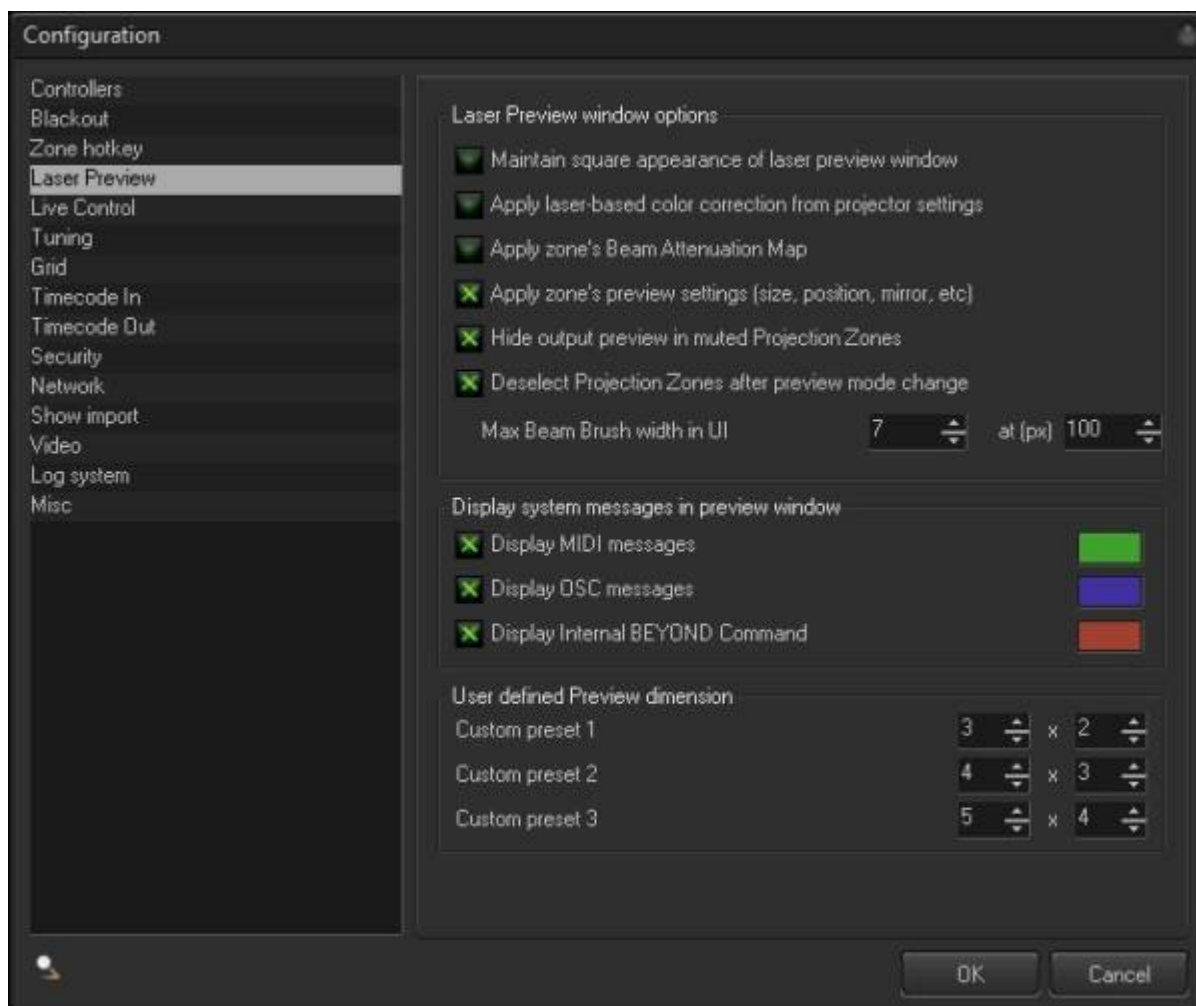 Configuration
Controllers
Blackout
Zone hotkey
Laser Preview
Live Control
Tuning
Grid
Timecode In
Timecode Out
Security
Network
Show import
Video
Log system
Misc
Laser Preview window options
Maintain square appearance of laser preview window
Apply laser-based color correction from projector settings
Apply zone's Beam Attenuation Map
Apply zone's preview settings (size, position, mirror, etc)
Hide output preview in muted Projection Zones
Deselect Projection Zones after preview mode change
Max Beam Brush width in UI 7 at (px) 100
Display system messages in preview window
Display MIDI messages
Display OSC messages
Display Internal BEYOND Command
User defined Preview dimension
Custom preset 1 3 x 2
Custom preset 2 4 x 3
Custom preset 3 5 x 4
OK Cancel